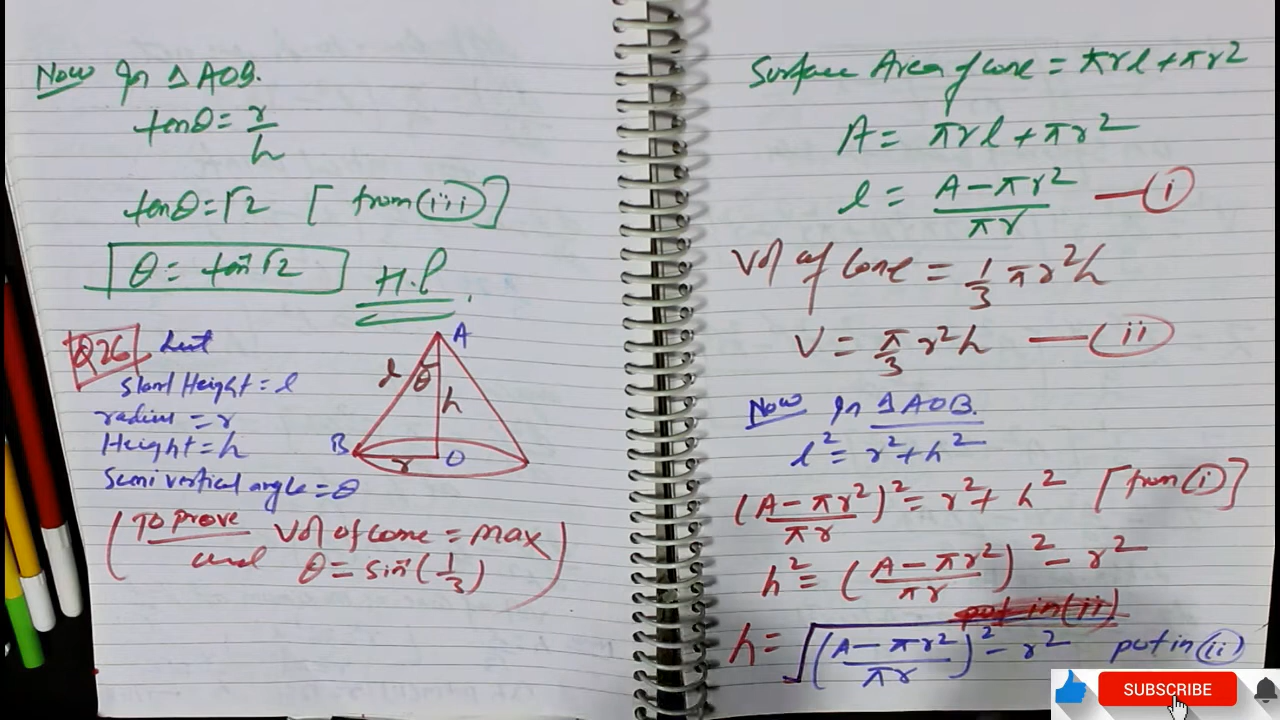 Now In △AOB.
tanθ = r/h
tanθ = √2 [from (iii)]
θ = tan⁻¹√2 H.P.
Q26 Let
Slant Height = l
radius = r
Height = h
Semi vertical angle = θ
A
l
θ
h
B
r
O
(To prove Vol of Cone = max
and θ = sin⁻¹(1/3))
Surface Area of cone = πrl + πr²
A = πrl + πr²
l = (A − πr²)/πr — (i)
Vol of Cone = 1/3 πr²h
V = π/3 r²h — (ii)
Now In △AOB.
l² = r² + h²
((A − πr²)/πr)² = r² + h² [from (i)]
h² = ((A − πr²)/πr)² − r²
put in (ii)
h = √(((A − πr²)/πr)² − r²) put in (ii)
SUBSCRIBE